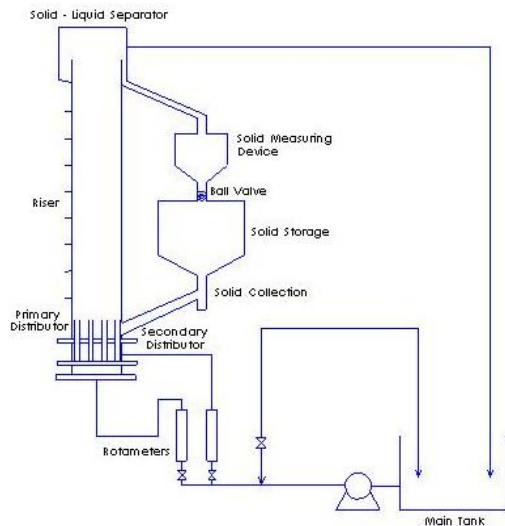 Solid - Liquid Separator
Solid Measuring
Device
Ball Valve
Riser
Solid Storage
Solid Collection
Primary
Distributor
Secondary
Distributor
Rotameters
Main Tank